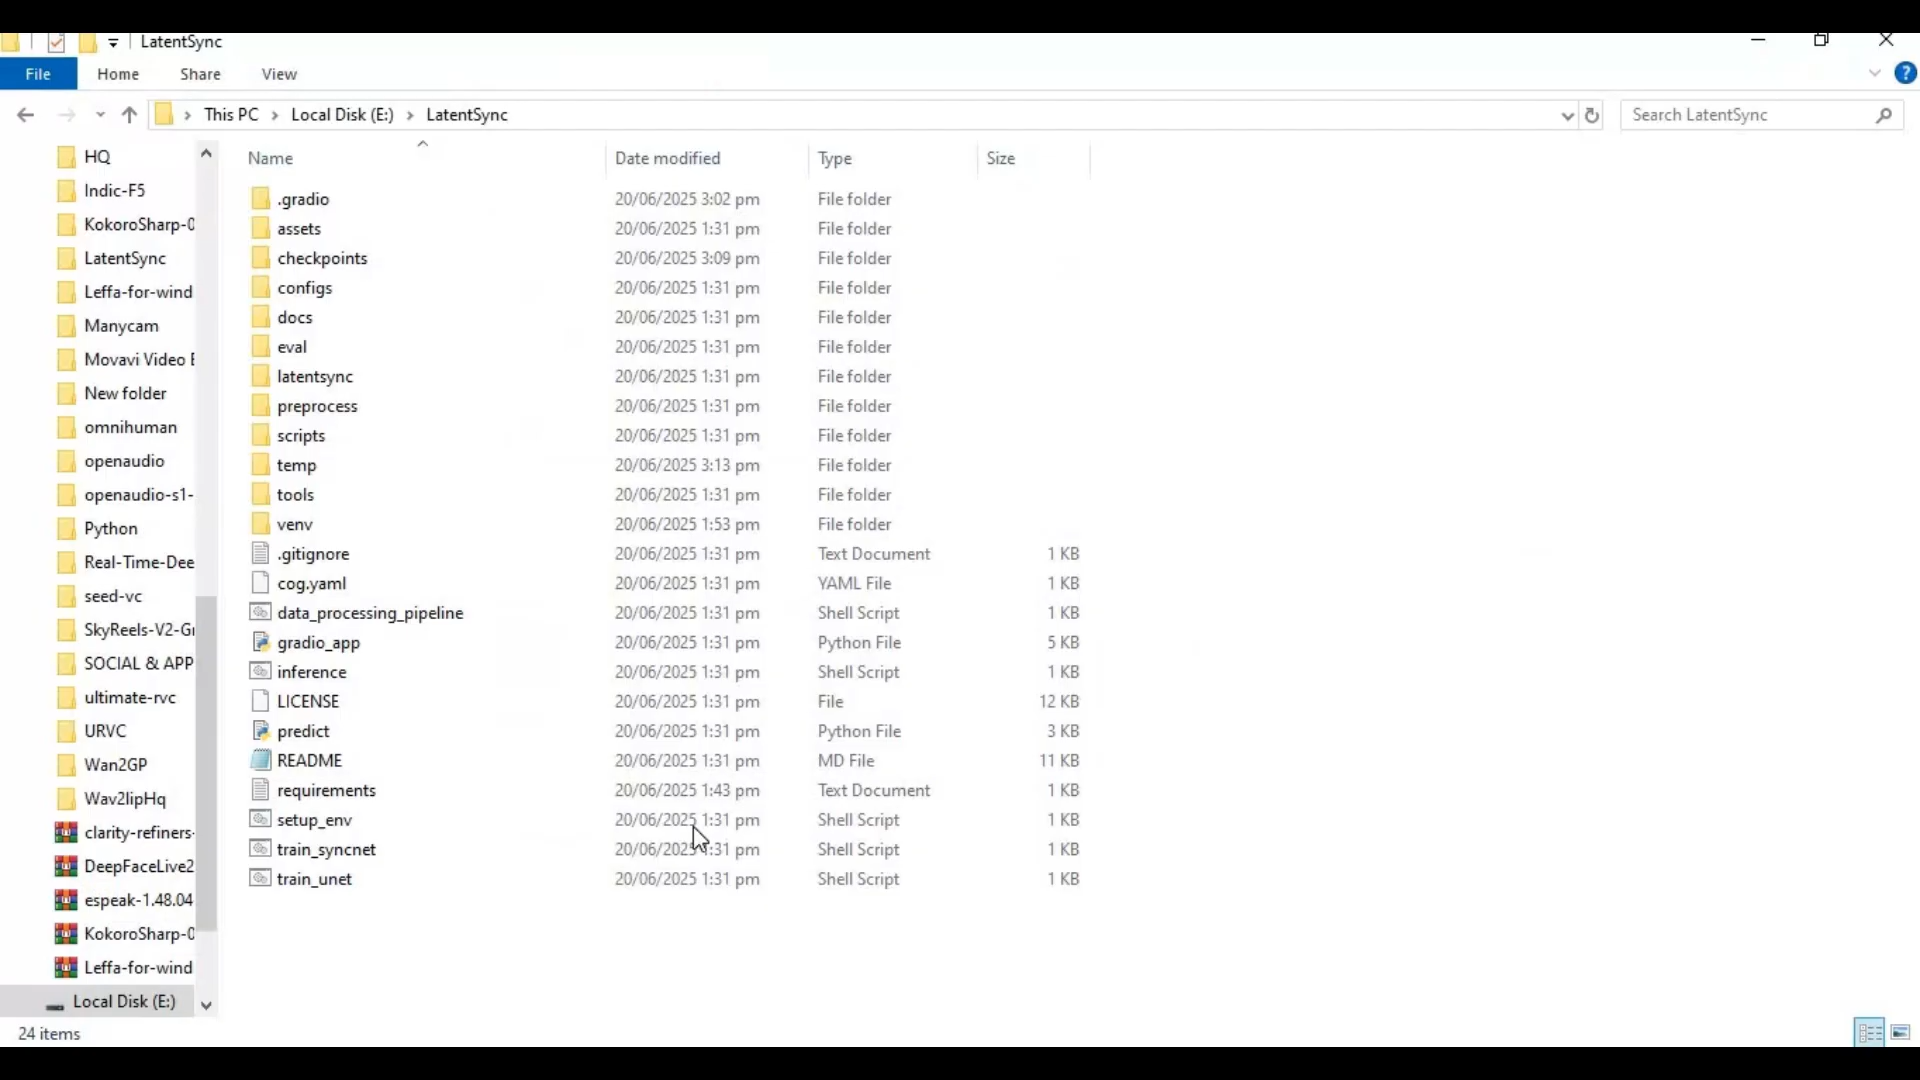 LatentSync
File Home Share View
This PC Local Disk (E:) LatentSync Search LatentSync
Name Date modified Type Size
HQ
Indic-F5
KokoroSharp-0
LatentSync
Leffa-for-wind
Manycam
Movavi Video E
New folder
omnihuman
openaudio
openaudio-s1-
Python
Real-Time-Dee
seed-vc
SkyReels-V2-Gr
SOCIAL & APP
ultimate-rvc
URVC
Wan2GP
Wav2lipHq
clarity-refiners-
DeepFaceLive2
espeak-1.48.04
KokoroSharp-0
Leffa-for-wind
Local Disk (E:)
.gradio 20/06/2025 3:02 pm File folder
assets 20/06/2025 1:31 pm File folder
checkpoints 20/06/2025 3:09 pm File folder
configs 20/06/2025 1:31 pm File folder
docs 20/06/2025 1:31 pm File folder
eval 20/06/2025 1:31 pm File folder
latentsync 20/06/2025 1:31 pm File folder
preprocess 20/06/2025 1:31 pm File folder
scripts 20/06/2025 1:31 pm File folder
temp 20/06/2025 3:13 pm File folder
tools 20/06/2025 1:31 pm File folder
venv 20/06/2025 1:53 pm File folder
.gitignore 20/06/2025 1:31 pm Text Document 1 KB
cog.yaml 20/06/2025 1:31 pm YAML File 1 KB
data_processing_pipeline 20/06/2025 1:31 pm Shell Script 1 KB
gradio_app 20/06/2025 1:31 pm Python File 5 KB
inference 20/06/2025 1:31 pm Shell Script 1 KB
LICENSE 20/06/2025 1:31 pm File 12 KB
predict 20/06/2025 1:31 pm Python File 3 KB
README 20/06/2025 1:31 pm MD File 11 KB
requirements 20/06/2025 1:43 pm Text Document 1 KB
setup_env 20/06/2025 1:31 pm Shell Script 1 KB
train_syncnet 20/06/2025 1:31 pm Shell Script 1 KB
train_unet 20/06/2025 1:31 pm Shell Script 1 KB
24 items